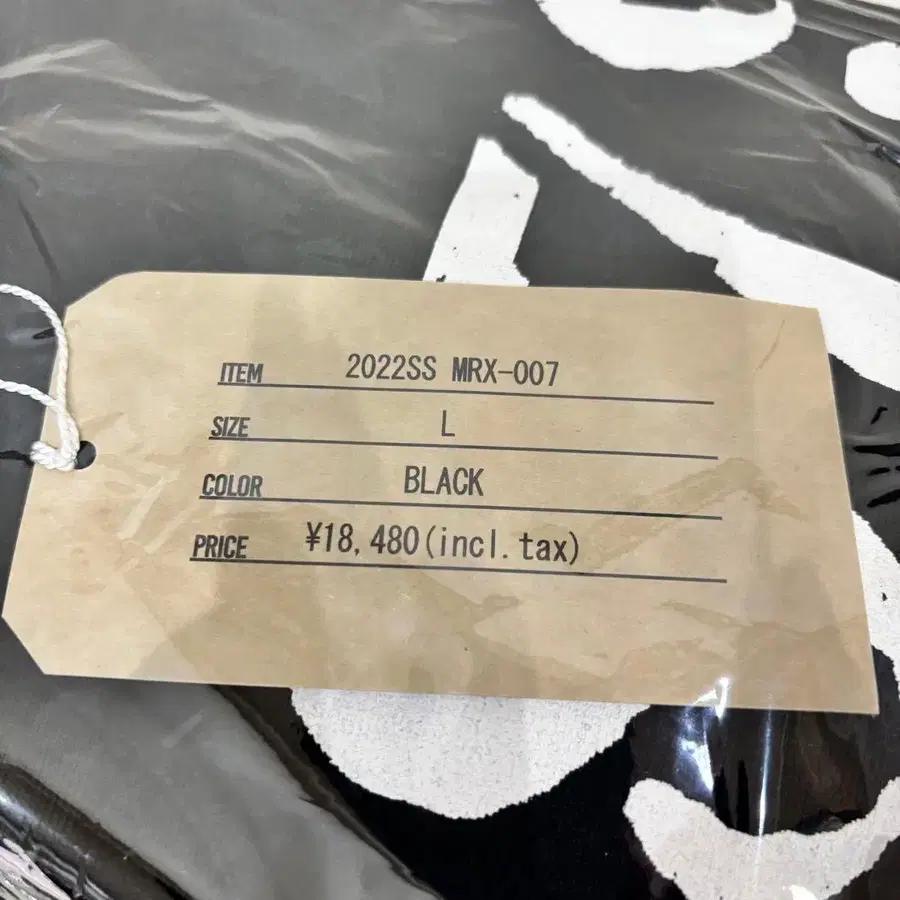 ITEM 2022SS MRX-007
SIZE L
COLOR BLACK
PRICE ¥18,480(incl.tax)